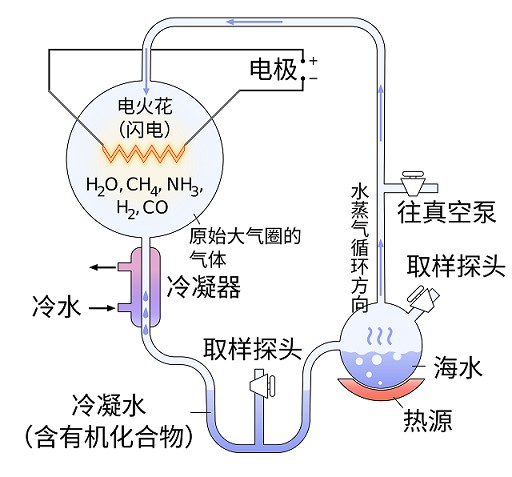 电极
+
−
电火花
（闪电）
H₂O, CH₄, NH₃,
H₂, CO
原始大气圈的
气体
水蒸气循环方向
往真空泵
取样探头
冷凝器
冷水
取样探头
海水
热源
冷凝水
（含有机化合物）